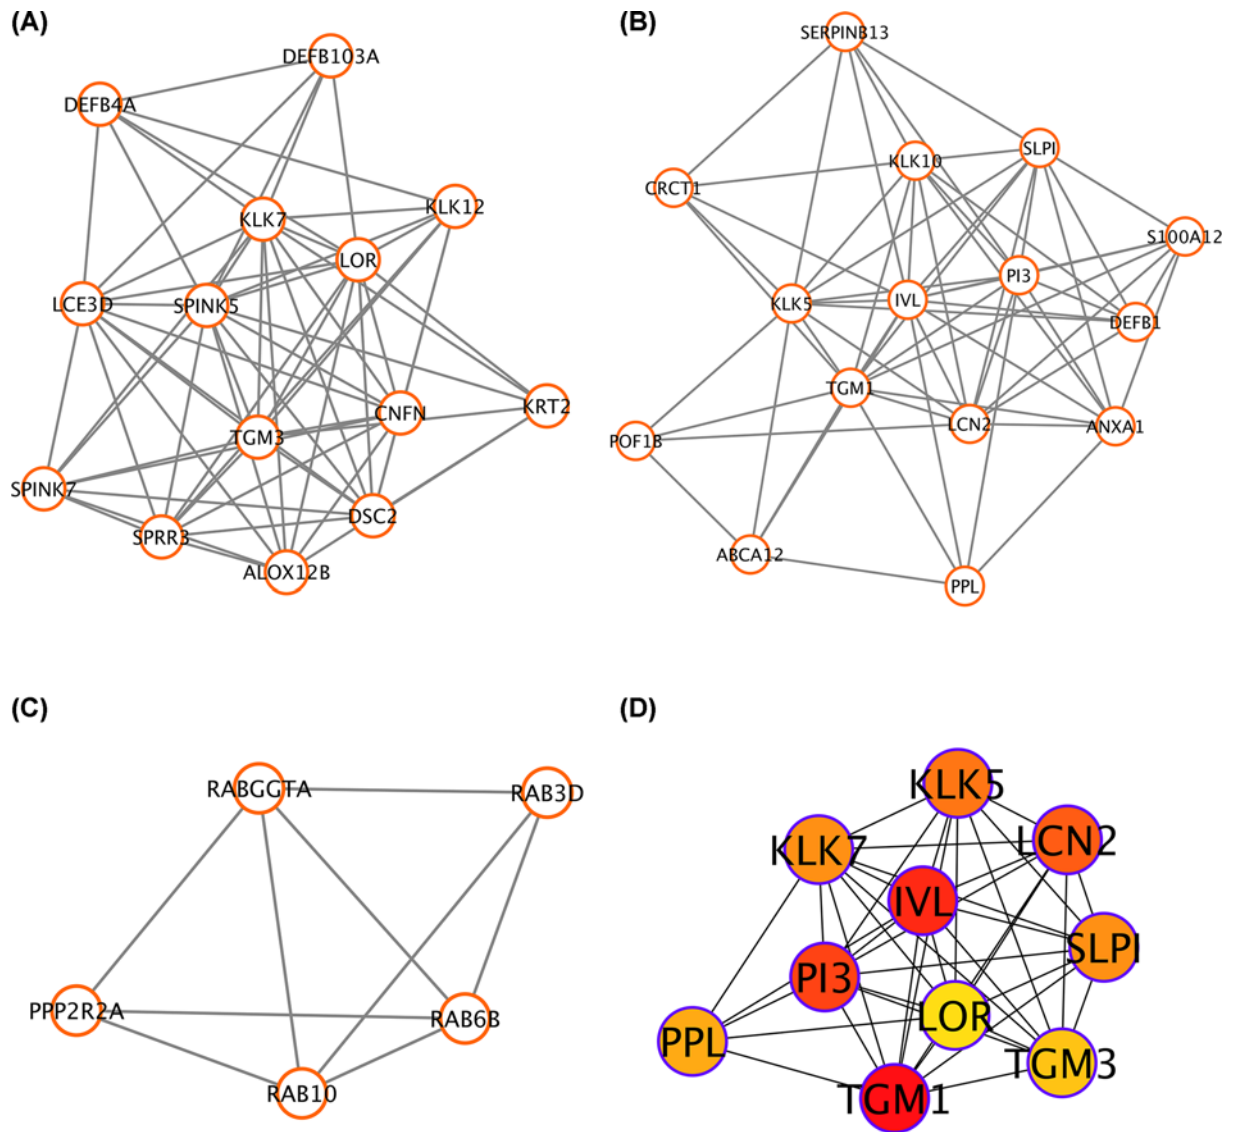 (A)
DEFB103A
DEFB4A
KLK12
KLK7
LOR
LCE3D
SPINK5
CNFN
KRT2
TGM3
SPINK7
DSC2
SPRR3
ALOX12B
(B)
SERPINB13
SLPI
KLK10
CRCT1
S100A12
PI3
KLK5
IVL
DEFB1
TGM1
LCN2
ANXA1
POF1B
ABCA12
PPL
(C)
RABGGTA
RAB3D
PPP2R2A
RAB6B
RAB10
(D)
KLK5
LCN2
KLK7
IVL
SLPI
PI3
LOR
PPL
TGM3
TGM1